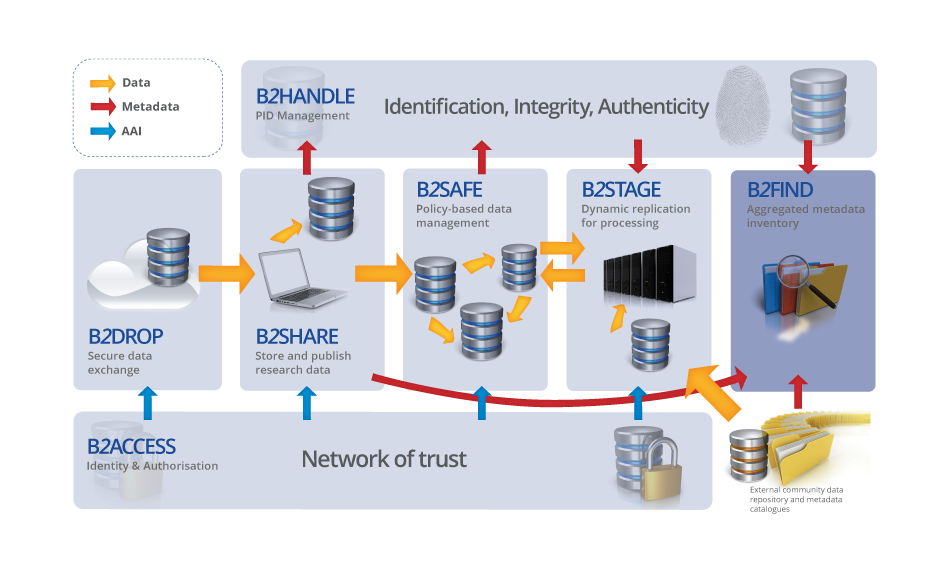 Data
Metadata
AAI
B2HANDLE
PID Management
Identification, Integrity, Authenticity
B2DROP
Secure data
exchange
B2SHARE
Store and publish
research data
B2SAFE
Policy-based data
management
B2STAGE
Dynamic replication
for processing
B2FIND
Aggregated metadata
inventory
B2ACCESS
Identity & Authorisation
Network of trust
External community data
repository and metadata
catalogues